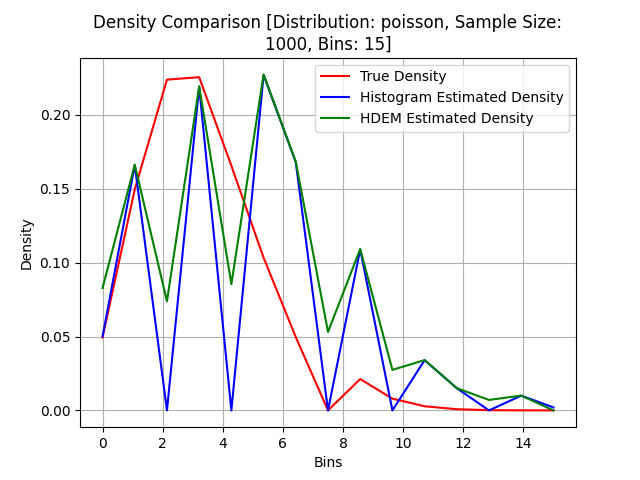 Density Comparison [Distribution: poisson, Sample Size:
1000, Bins: 15]
True Density
Histogram Estimated Density
HDEM Estimated Density
Density
0.20
0.15
0.10
0.05
0.00
0 2 4 6 8 10 12 14
Bins